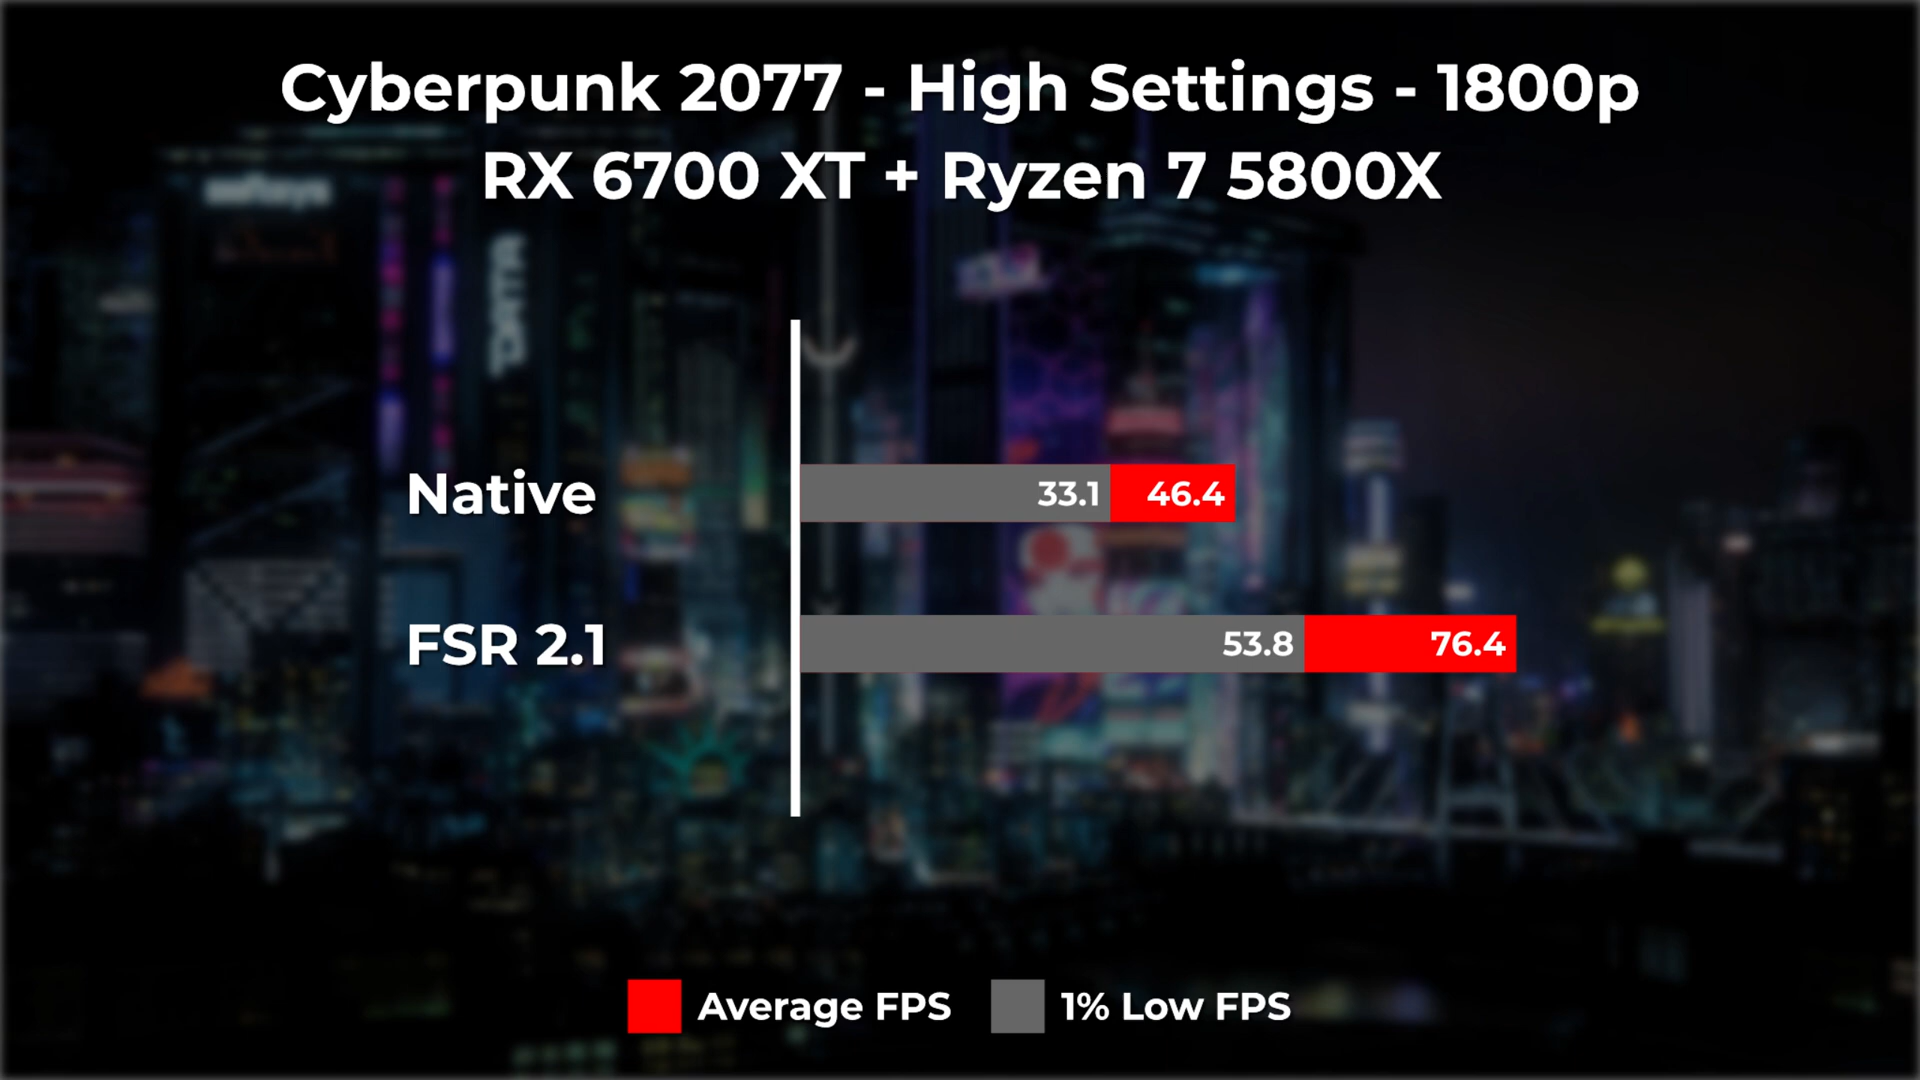 Cyberpunk 2077 - High Settings - 1800p
RX 6700 XT + Ryzen 7 5800X
Native
33.1
46.4
FSR 2.1
53.8
76.4
Average FPS
1% Low FPS